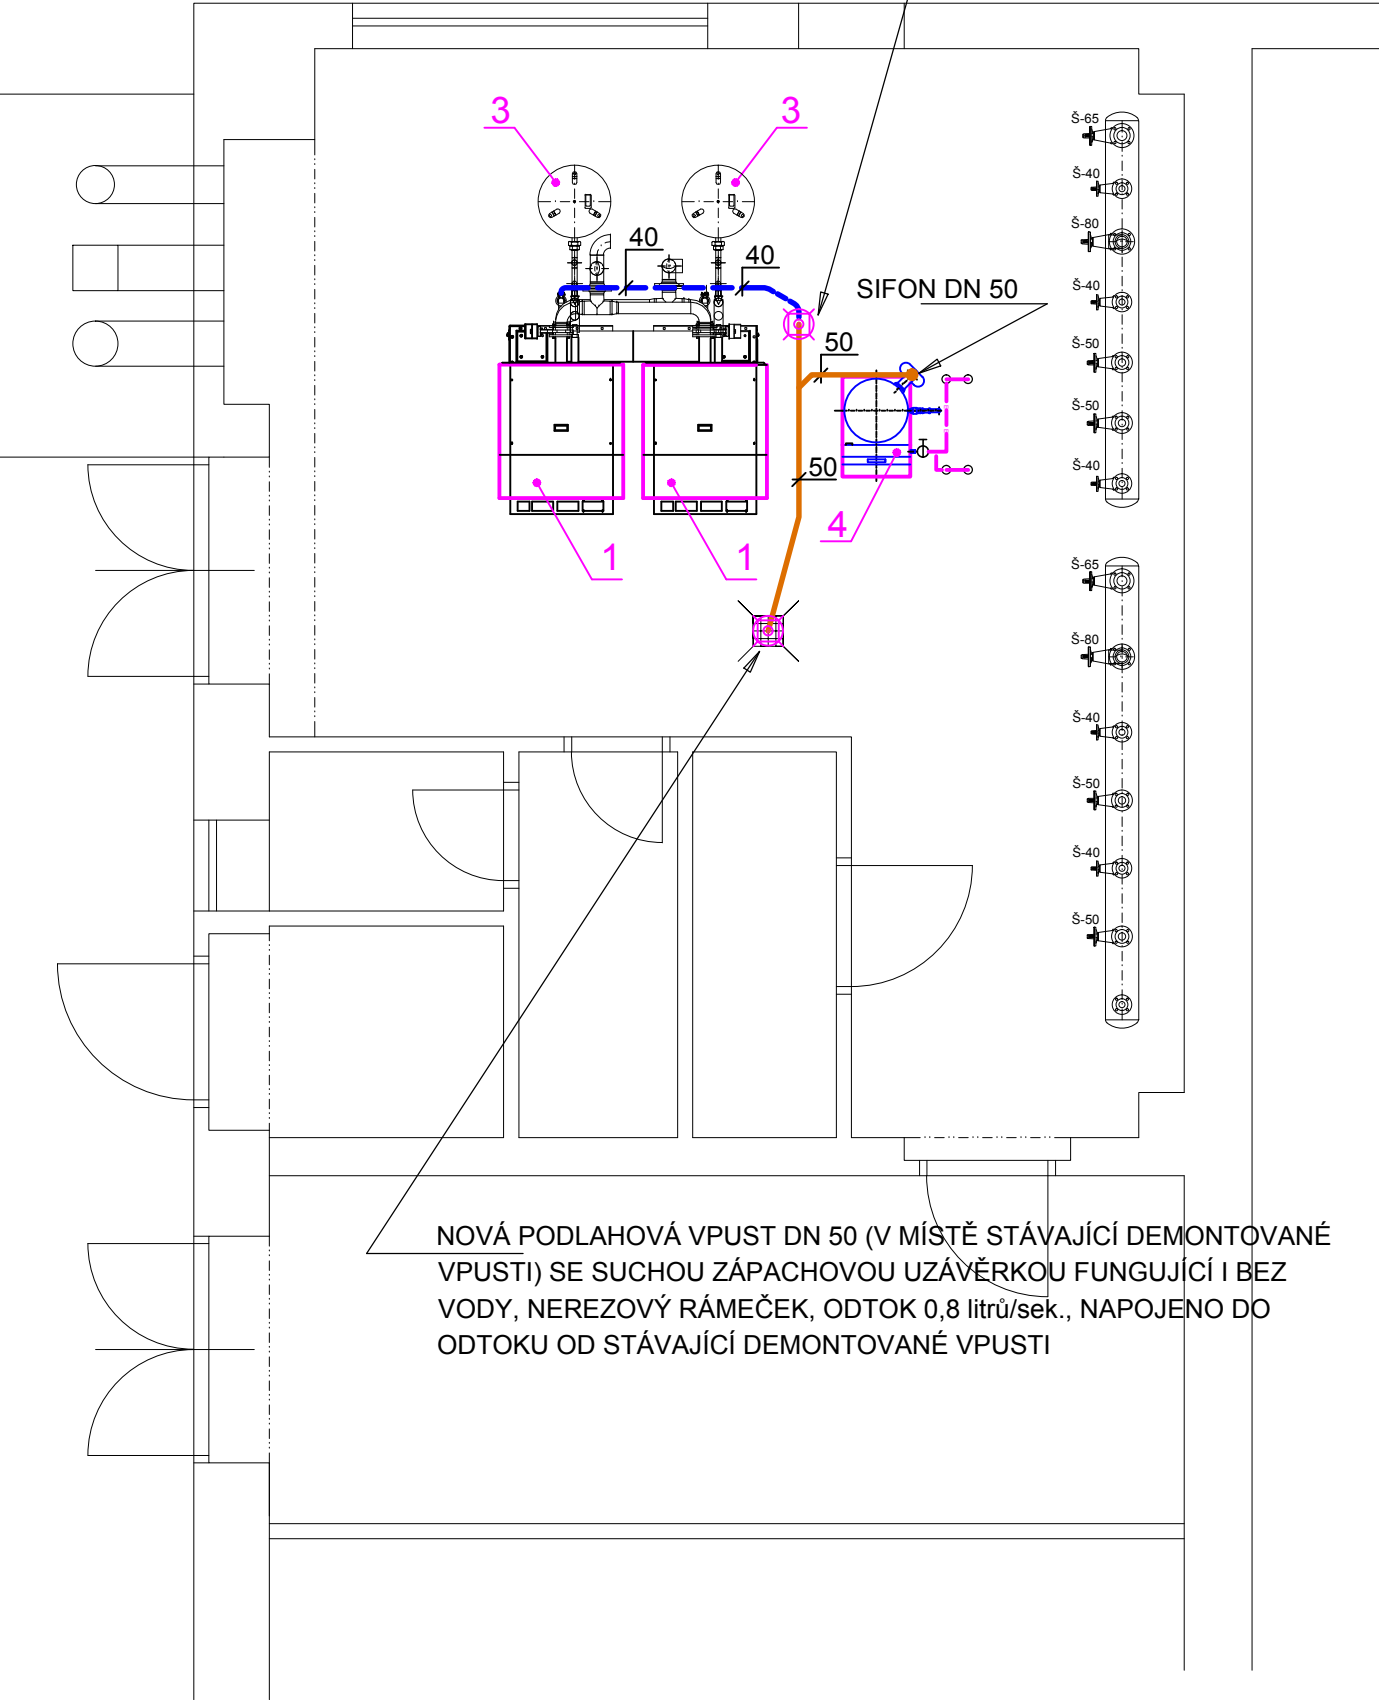 3
3
Š-65
Š-40
Š-80
40
40
Š-40
SIFON DN 50
50
Š-50
Š-50
50
Š-40
4
1
1
Š-65
Š-80
Š-40
Š-50
Š-40
Š-50
NOVÁ PODLAHOVÁ VPUST DN 50 (V MÍSTĚ STÁVAJÍCÍ DEMONTOVANÉ
VPUSTI) SE SUCHOU ZÁPACHOVOU UZÁVĚRKOU FUNGUJÍCÍ I BEZ
VODY, NEREZOVÝ RÁMEČEK, ODTOK 0,8 litrů/sek., NAPOJENO DO
ODTOKU OD STÁVAJÍCÍ DEMONTOVANÉ VPUSTI